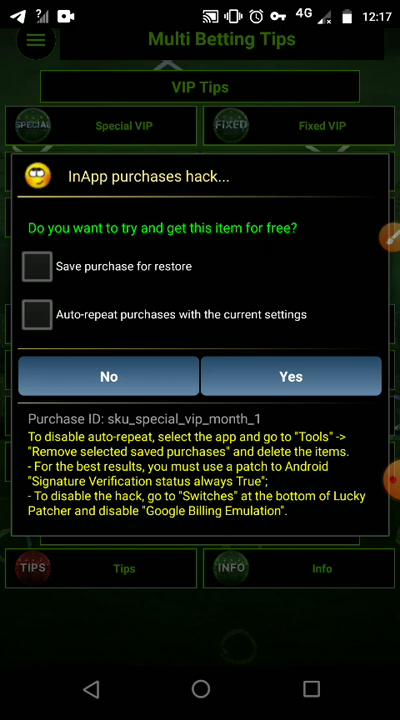 4G 12:17
Multi Betting Tips
VIP Tips
SPECIAL Special VIP FIXED Fixed VIP
InApp purchases hack...
Do you want to try and get this item for free?
Save purchase for restore
Auto-repeat purchases with the current settings
No Yes
Purchase ID: sku_special_vip_month_1
To disable auto-repeat, select the app and go to "Tools" ->
"Remove selected saved purchases" and delete the items.
- For the best results, you must use a patch to Android
"Signature Verification status always True";
- To disable the hack, go to "Switches" at the bottom of Lucky
Patcher and disable "Google Billing Emulation".
TIPS Tips INFO Info